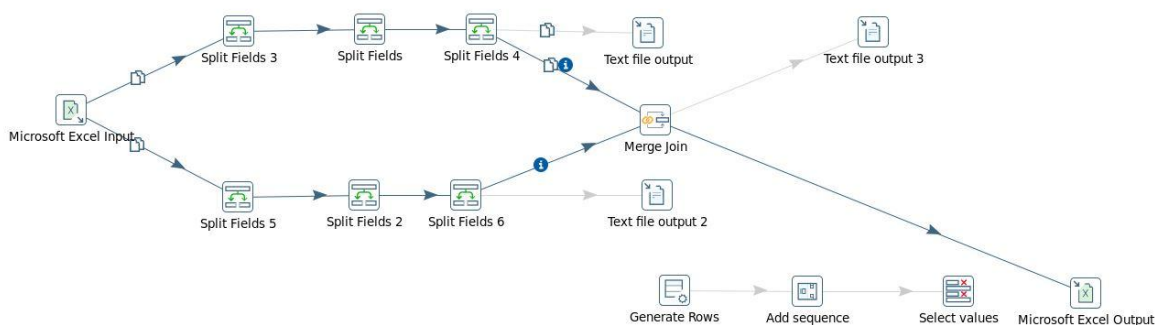 Split Fields 3
Split Fields
Split Fields 4
Text file output
Text file output 3
Microsoft Excel Input
Merge Join
Split Fields 5
Split Fields 2
Split Fields 6
Text file output 2
Generate Rows
Add sequence
Select values
Microsoft Excel Output